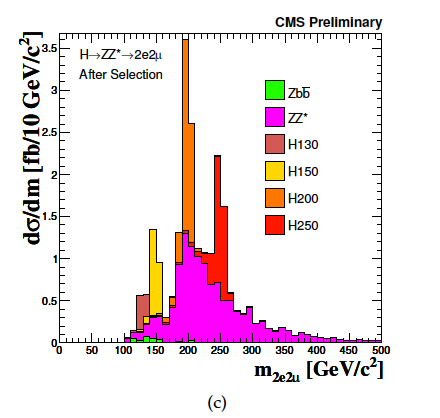 CMS Preliminary
H→ZZ*→2e2μ
After Selection
Zbb̅
ZZ*
H130
H150
H200
H250
dσ/dm [fb/10 GeV/c²]
3.5
3
2.5
2
1.5
1
0.5
0
0 50 100 150 200 250 300 350 400 450 500
m2e2μ [GeV/c²]
(c)